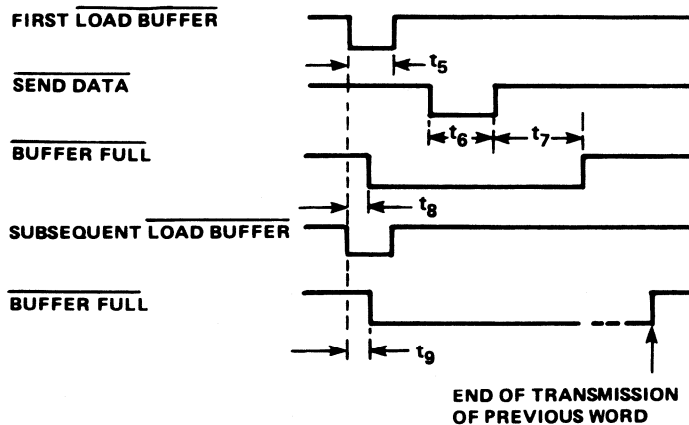 FIRST LOAD BUFFER
t5
SEND DATA
t6
t7
BUFFER FULL
t8
SUBSEQUENT LOAD BUFFER
BUFFER FULL
t9
END OF TRANSMISSION
OF PREVIOUS WORD